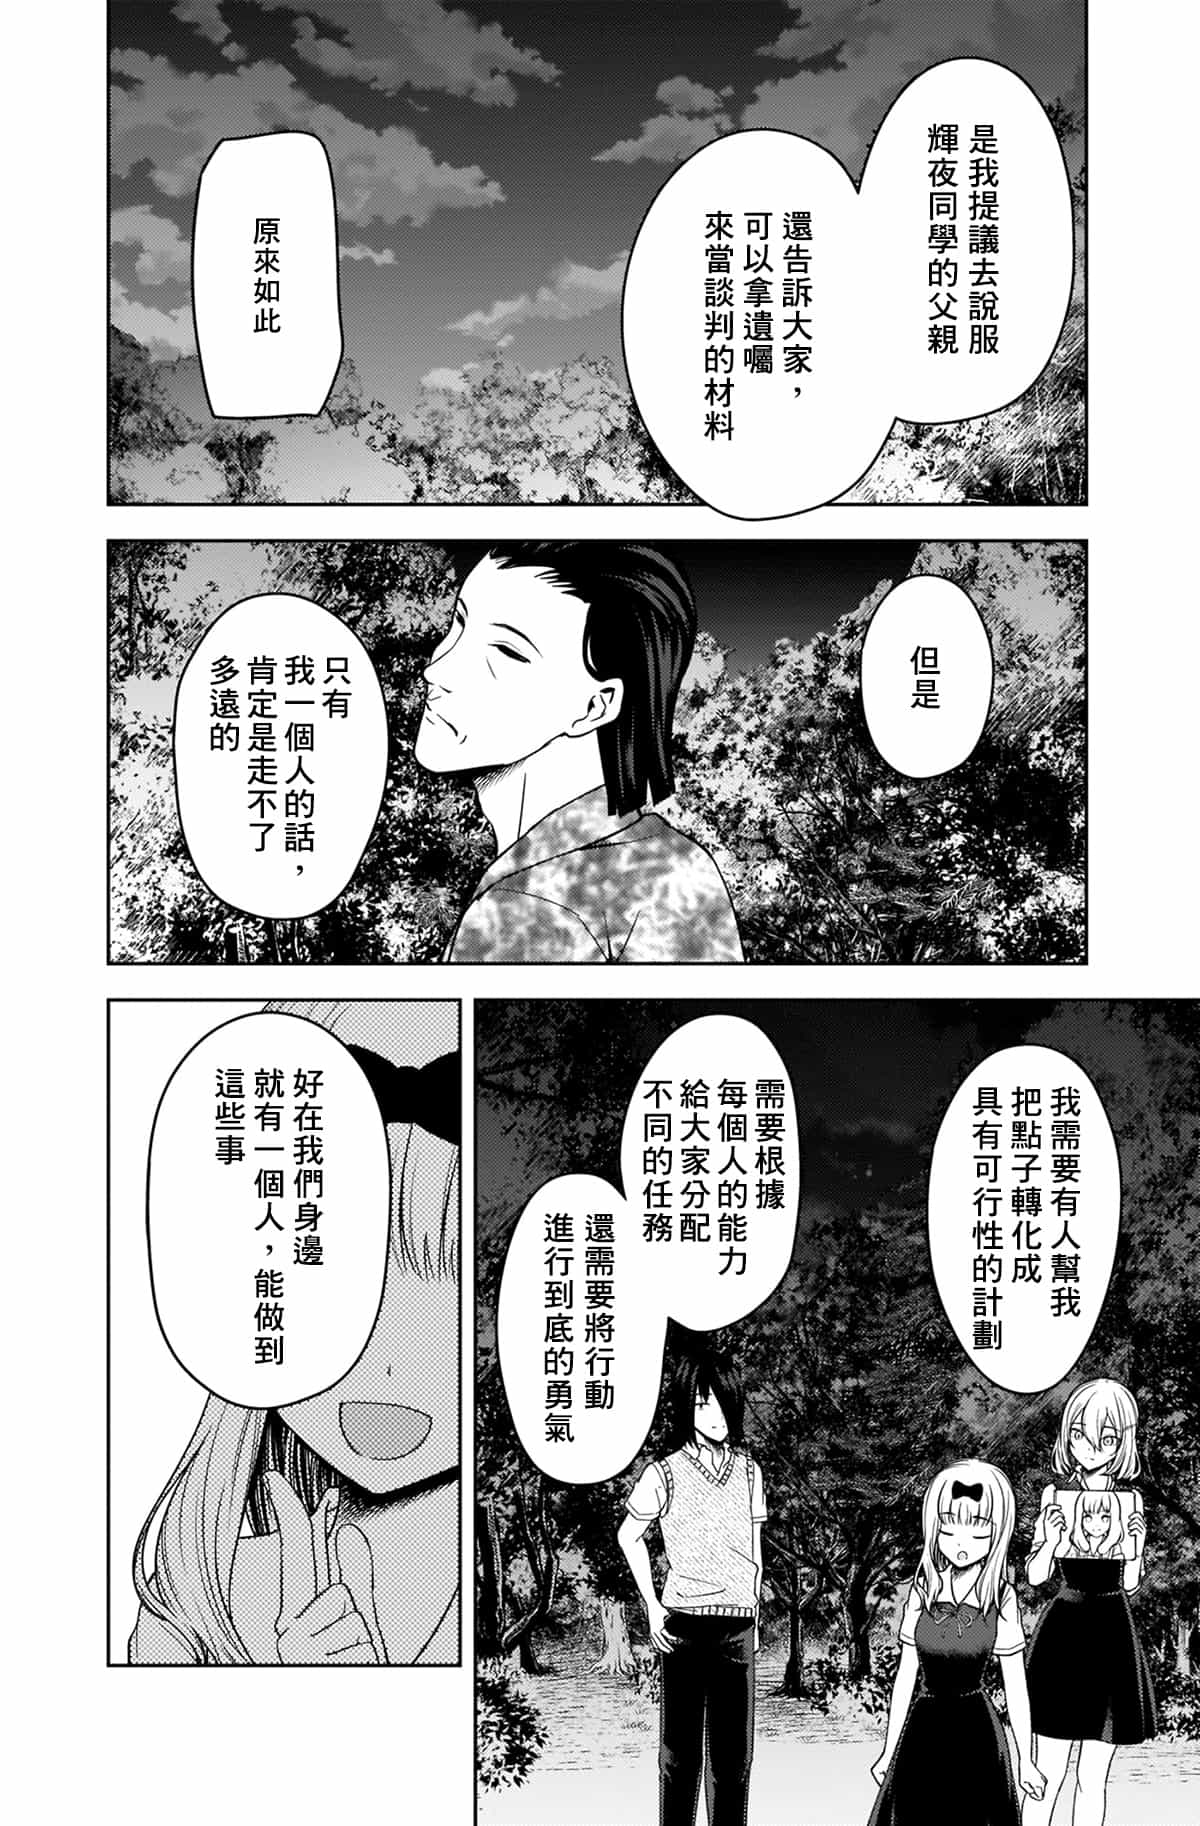 是我提議去說服
輝夜同學的父親
還告訴大家，
可以拿遺囑
來當談判的材料
原來如此
但是
只有
我一個人的話，
肯定是走不了
多遠的
我需要有人幫我
把點子轉化成
具有可行性的計劃
需要根據
每個人的能力
給大家分配
不同的任務
還需要將行動
進行到底的勇氣
好在我們身邊
就有一個人，能做到
這些事